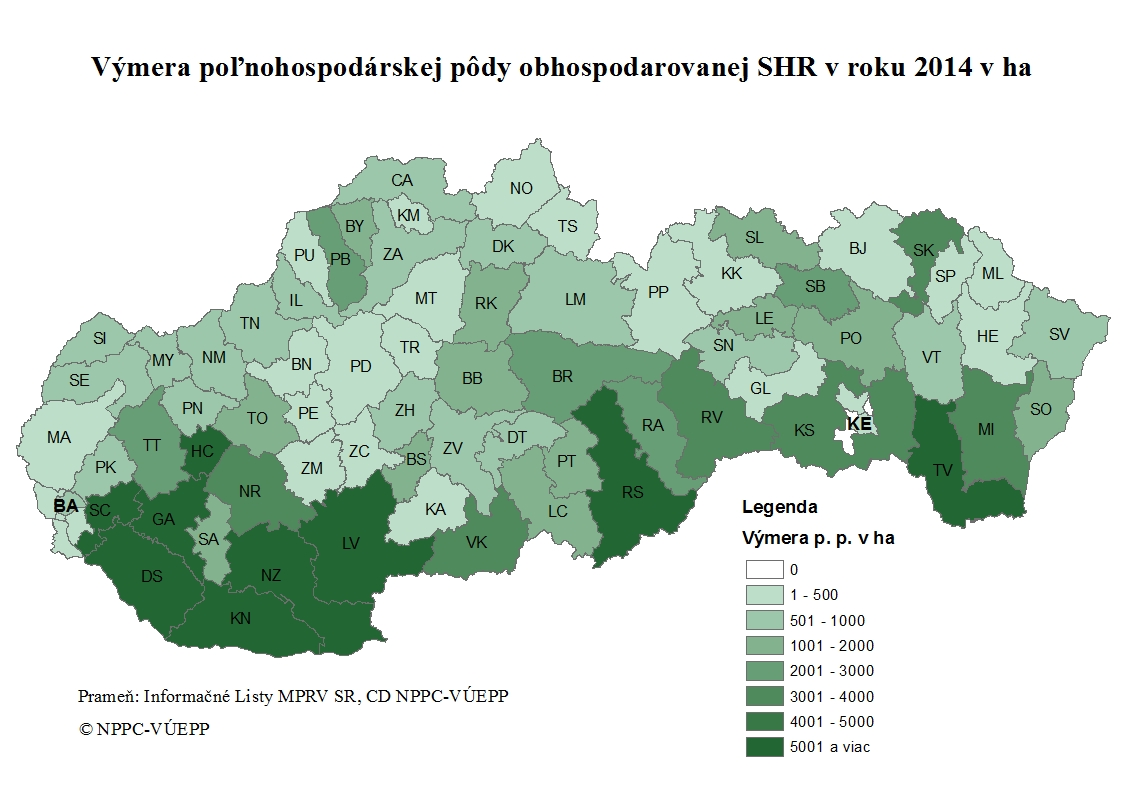 Výmera poľnohospodárskej pôdy obhospodarovanej SHR v roku 2014 v ha
CA
NO
KM
BY
TS
PU
PB
ZA
DK
SL
BJ
SK
SP
ML
KK
PP
SB
IL
MT
RK
LM
TN
LE
PO
HE
SV
SI
MY
NM
TR
SN
VT
BN
PD
SE
BB
BR
GL
PN
TO
PE
ZH
SO
MA
TT
HC
DT
RA
RV
KS
KE
MI
PK
ZM
ZC
BS
ZV
PT
TV
NR
RS
BA
SC
GA
KA
LC
SA
LV
VK
DS
NZ
KN
Legenda
Výmera p. p. v ha
0
1 - 500
501 - 1000
1001 - 2000
2001 - 3000
3001 - 4000
4001 - 5000
5001 a viac
Prameň: Informačné Listy MPRV SR, CD NPPC-VÚEPP
© NPPC-VÚEPP